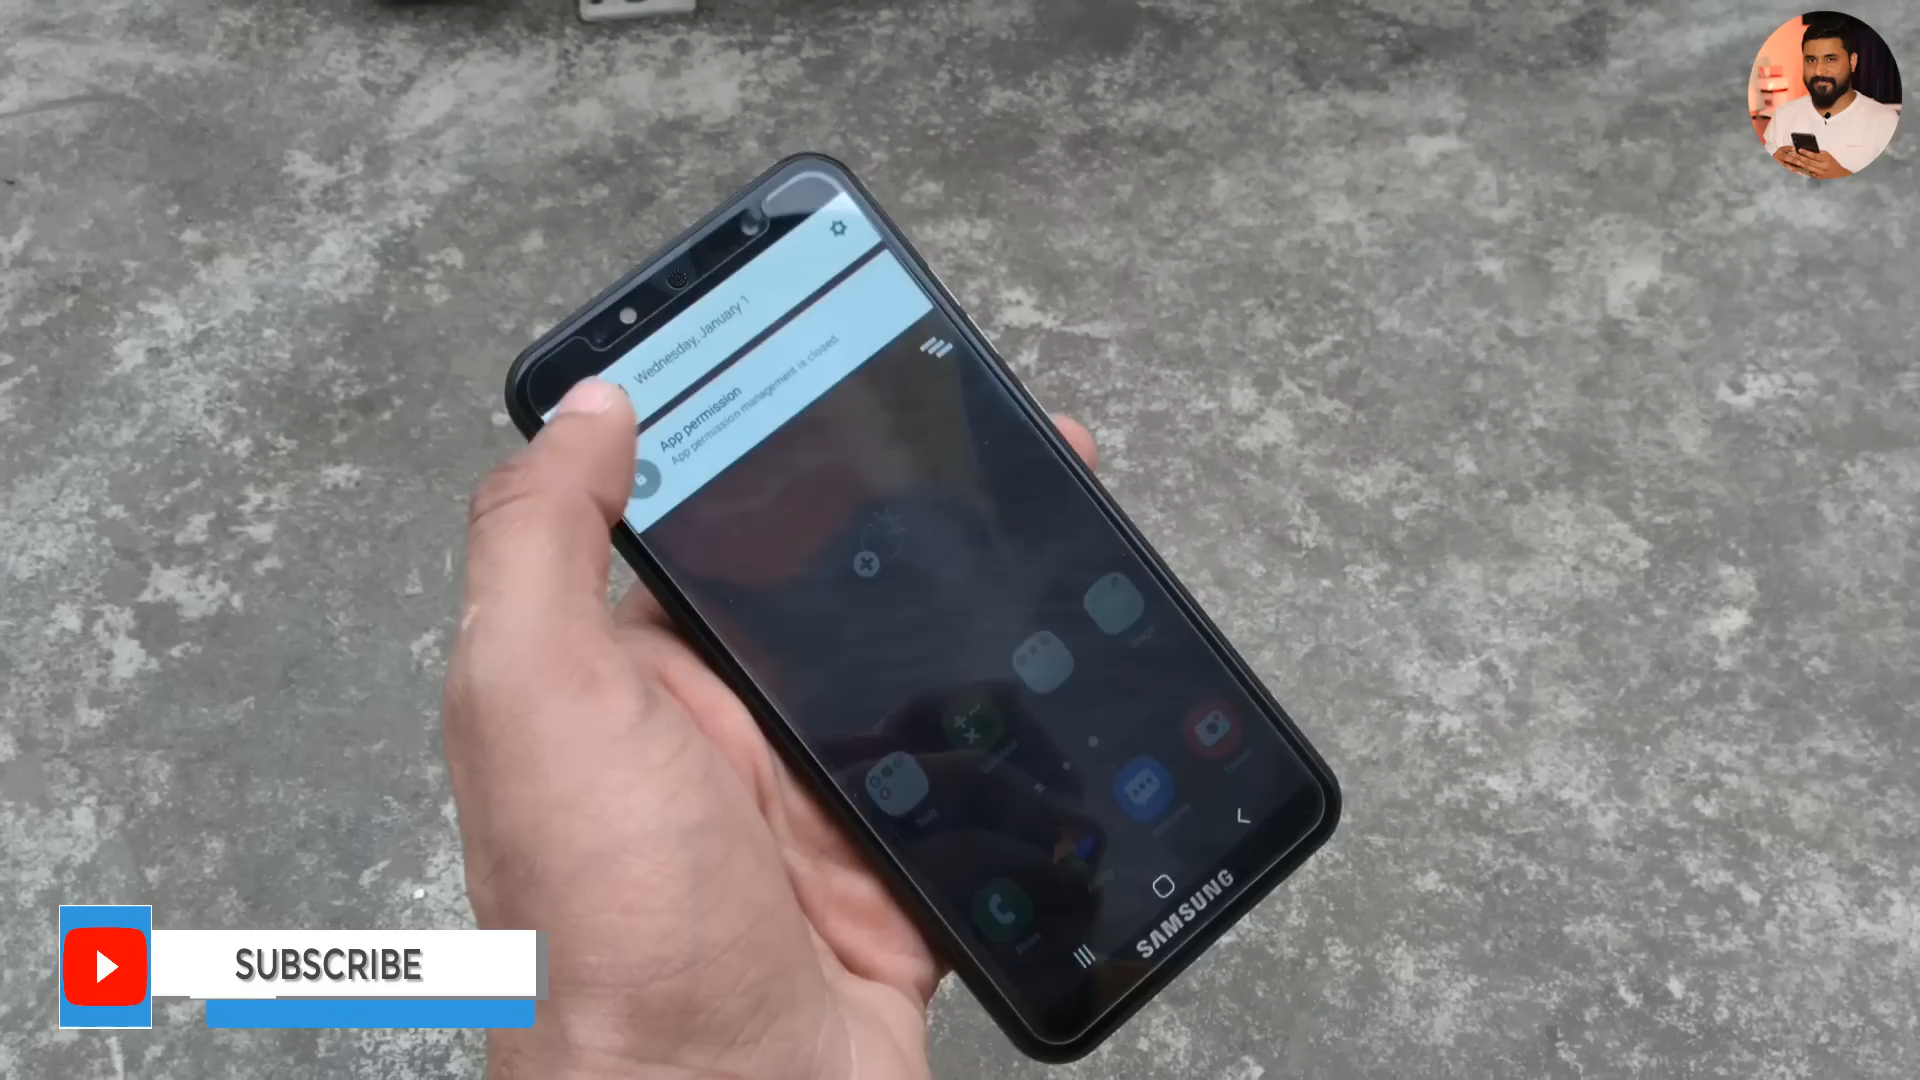 Wednesday, January 1
App permission
App permission management is closed.
SAMSUNG
SUBSCRIBE